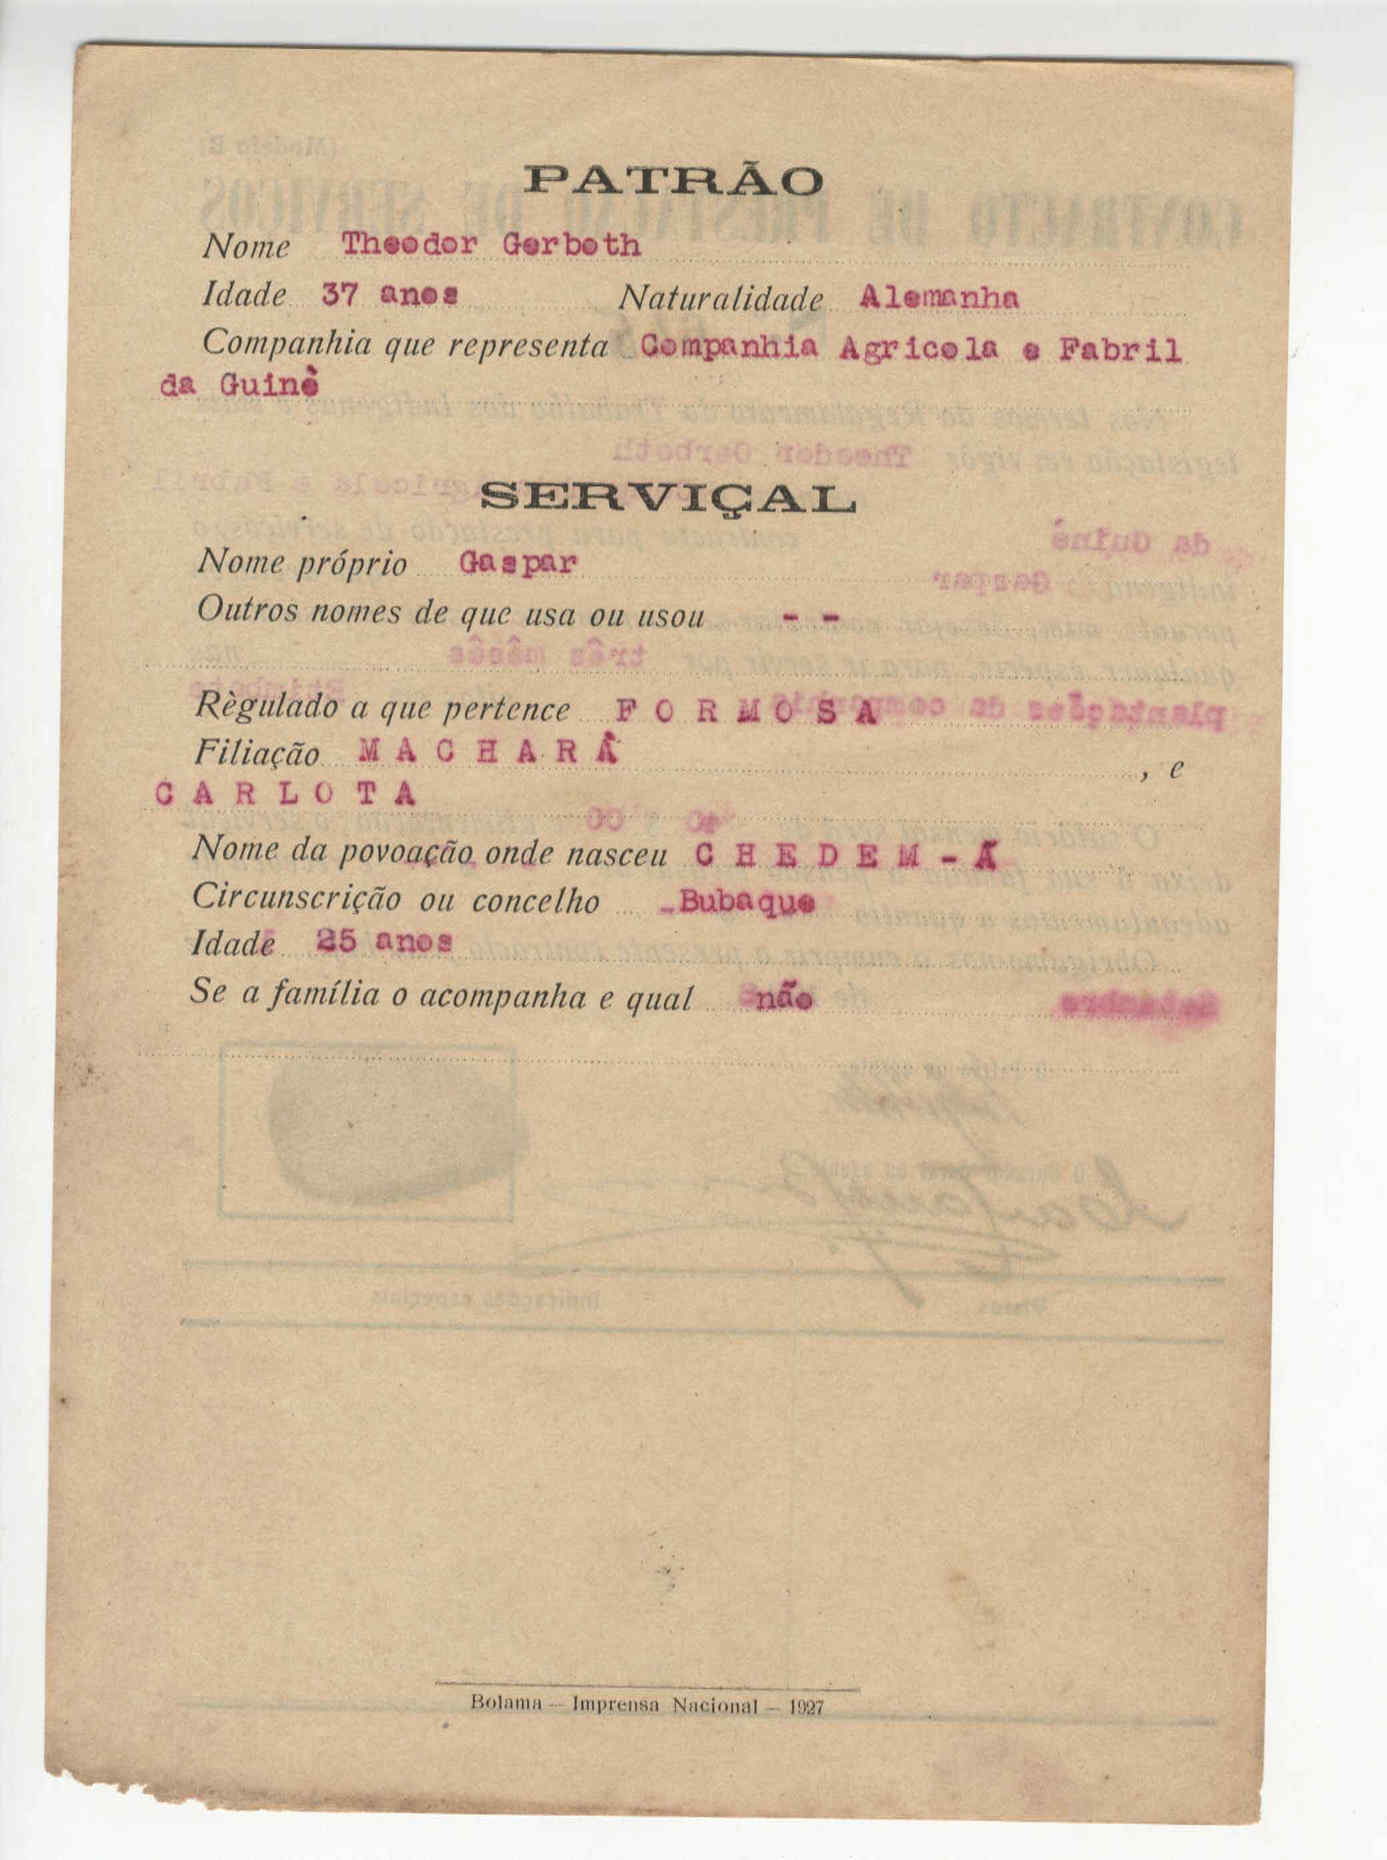 PATRÃO
Nome Theodor Gerboth
Idade 37 anos Naturalidade Alemanha
Companhia que representa Companhia Agricola e Fabril
da Guinè
SERVIÇAL
Nome próprio Gaspar
Outros nomes de que usa ou usou - -
Règulado a que pertence F O R M O S A
Filiação M A C H A R Á , e
C A R L O T A
Nome da povoação onde nasceu C H E D E M - Á
Circunscrição ou concelho Bubaque
Idade 25 anos
Se a família o acompanha e qual não
Bolama — Imprensa Nacional — 1927